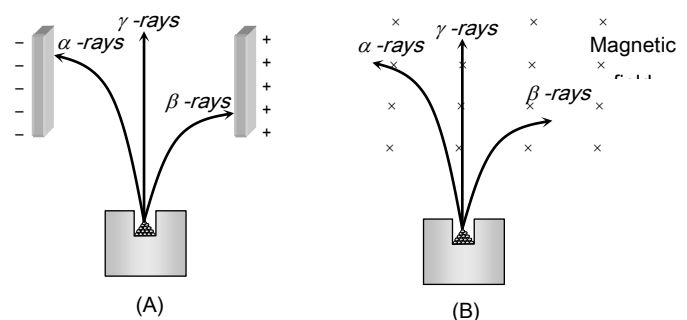 γ -rays
α -rays
β -rays
– – – – –
+ + + + +
(A)
γ -rays
α -rays
β -rays
Magnetic
× × × × × × × × × × × ×
(B)